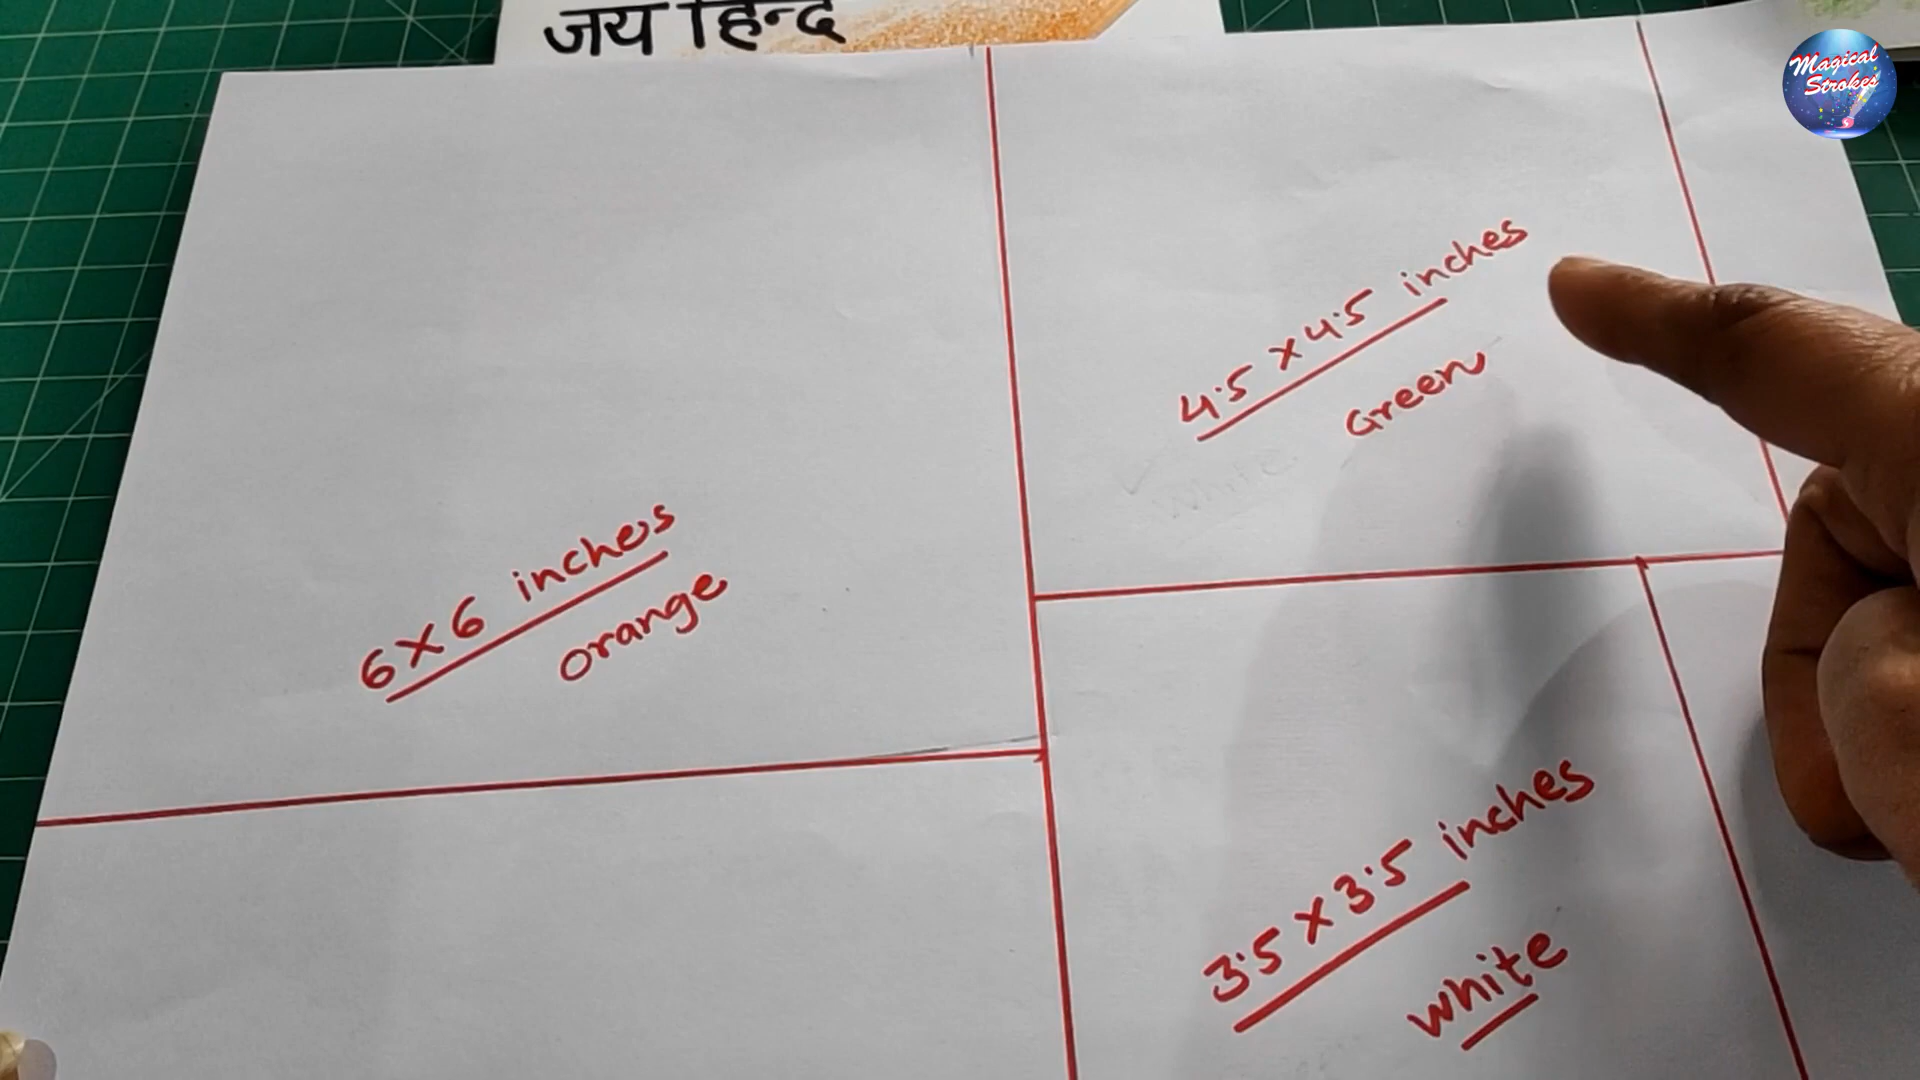 जय हिन्द
Magical
Strokes
4.5 x 4.5 inches
Green
White
6 x 6 inches
orange
3.5 x 3.5 inches
white